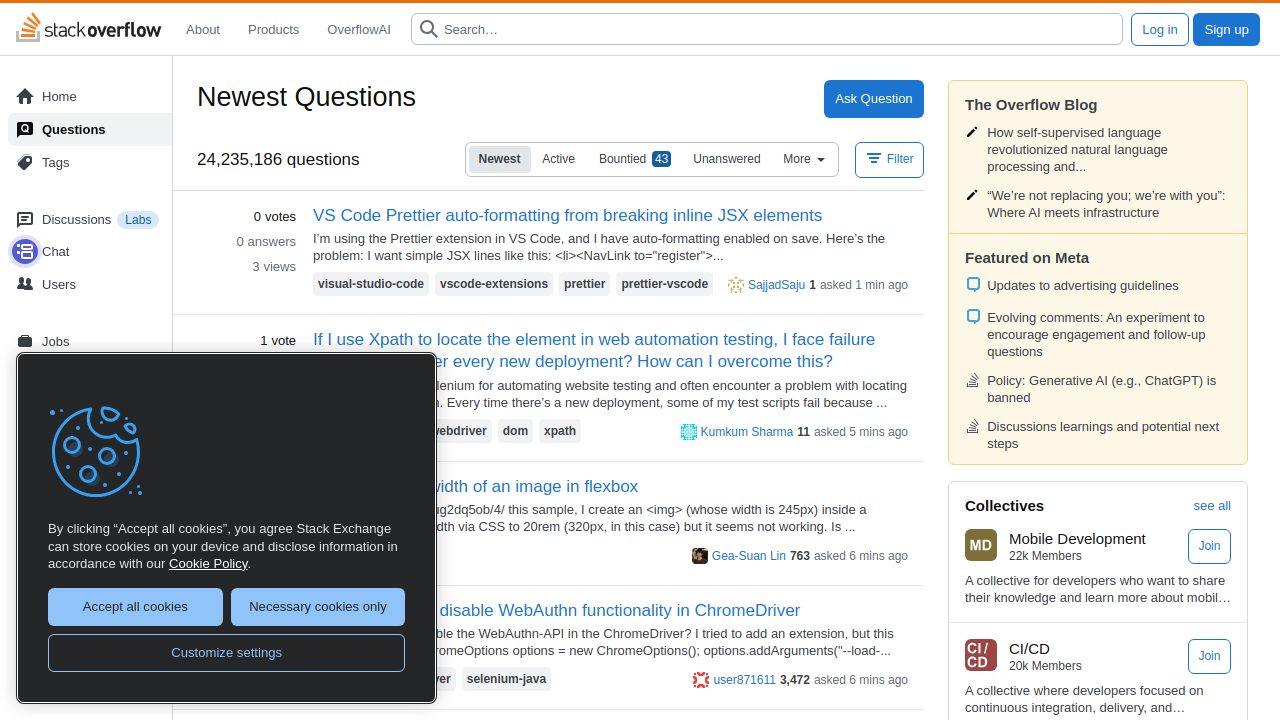 stack overflow
About
Products
OverflowAI
Search…
Log in
Sign up
Home
Questions
Tags
Discussions
Labs
Chat
Users
Jobs
Newest Questions
Ask Question
24,235,186 questions
Newest
Active
Bountied 43
Unanswered
More
Filter
0 votes
0 answers
3 views
VS Code Prettier auto-formatting from breaking inline JSX elements
I’m using the Prettier extension in VS Code, and I have auto-formatting enabled on save. Here’s the
problem: I want simple JSX lines like this: <li><NavLink to="register">...
visual-studio-code
vscode-extensions
prettier
prettier-vscode
SajjadSaju 1 asked 1 min ago
1 vote
If I use Xpath to locate the element in web automation testing, I face failure
er every new deployment? How can I overcome this?
lenium for automating website testing and often encounter a problem with locating
. Every time there’s a new deployment, some of my test scripts fail because ...
ebdriver
dom
xpath
Kumkum Sharma 11 asked 5 mins ago
width of an image in flexbox
ug2dq5ob/4/ this sample, I create an <img> (whose width is 245px) inside a
dth via CSS to 20rem (320px, in this case) but it seems not working. Is ...
Gea-Suan Lin 763 asked 6 mins ago
disable WebAuthn functionality in ChromeDriver
ble the WebAuthn-API in the ChromeDriver? I tried to add an extension, but this
romeOptions options = new ChromeOptions(); options.addArguments("--load-...
ver
selenium-java
user871611 3,472 asked 6 mins ago
By clicking “Accept all cookies”, you agree Stack Exchange
can store cookies on your device and disclose information in
accordance with our Cookie Policy.
Accept all cookies
Necessary cookies only
Customize settings
The Overflow Blog
How self-supervised language
revolutionized natural language
processing and...
“We’re not replacing you; we’re with you”:
Where AI meets infrastructure
Featured on Meta
Updates to advertising guidelines
Evolving comments: An experiment to
encourage engagement and follow-up
questions
Policy: Generative AI (e.g., ChatGPT) is
banned
Discussions learnings and potential next
steps
Collectives
see all
MD
Mobile Development
22k Members
Join
A collective for developers who want to share
their knowledge and learn more about mobil…
CI/
CD
CI/CD
20k Members
Join
A collective where developers focused on
continuous integration, delivery, and…